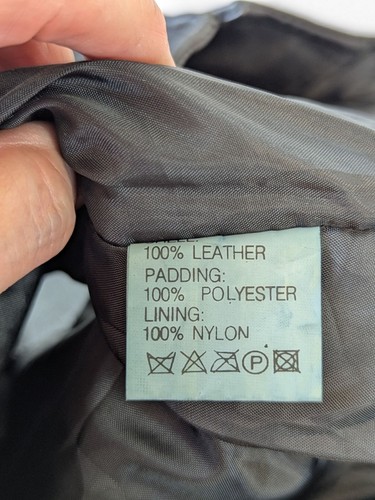 100% LEATHER
PADDING:
100% POLYESTER
LINING:
100% NYLON
P